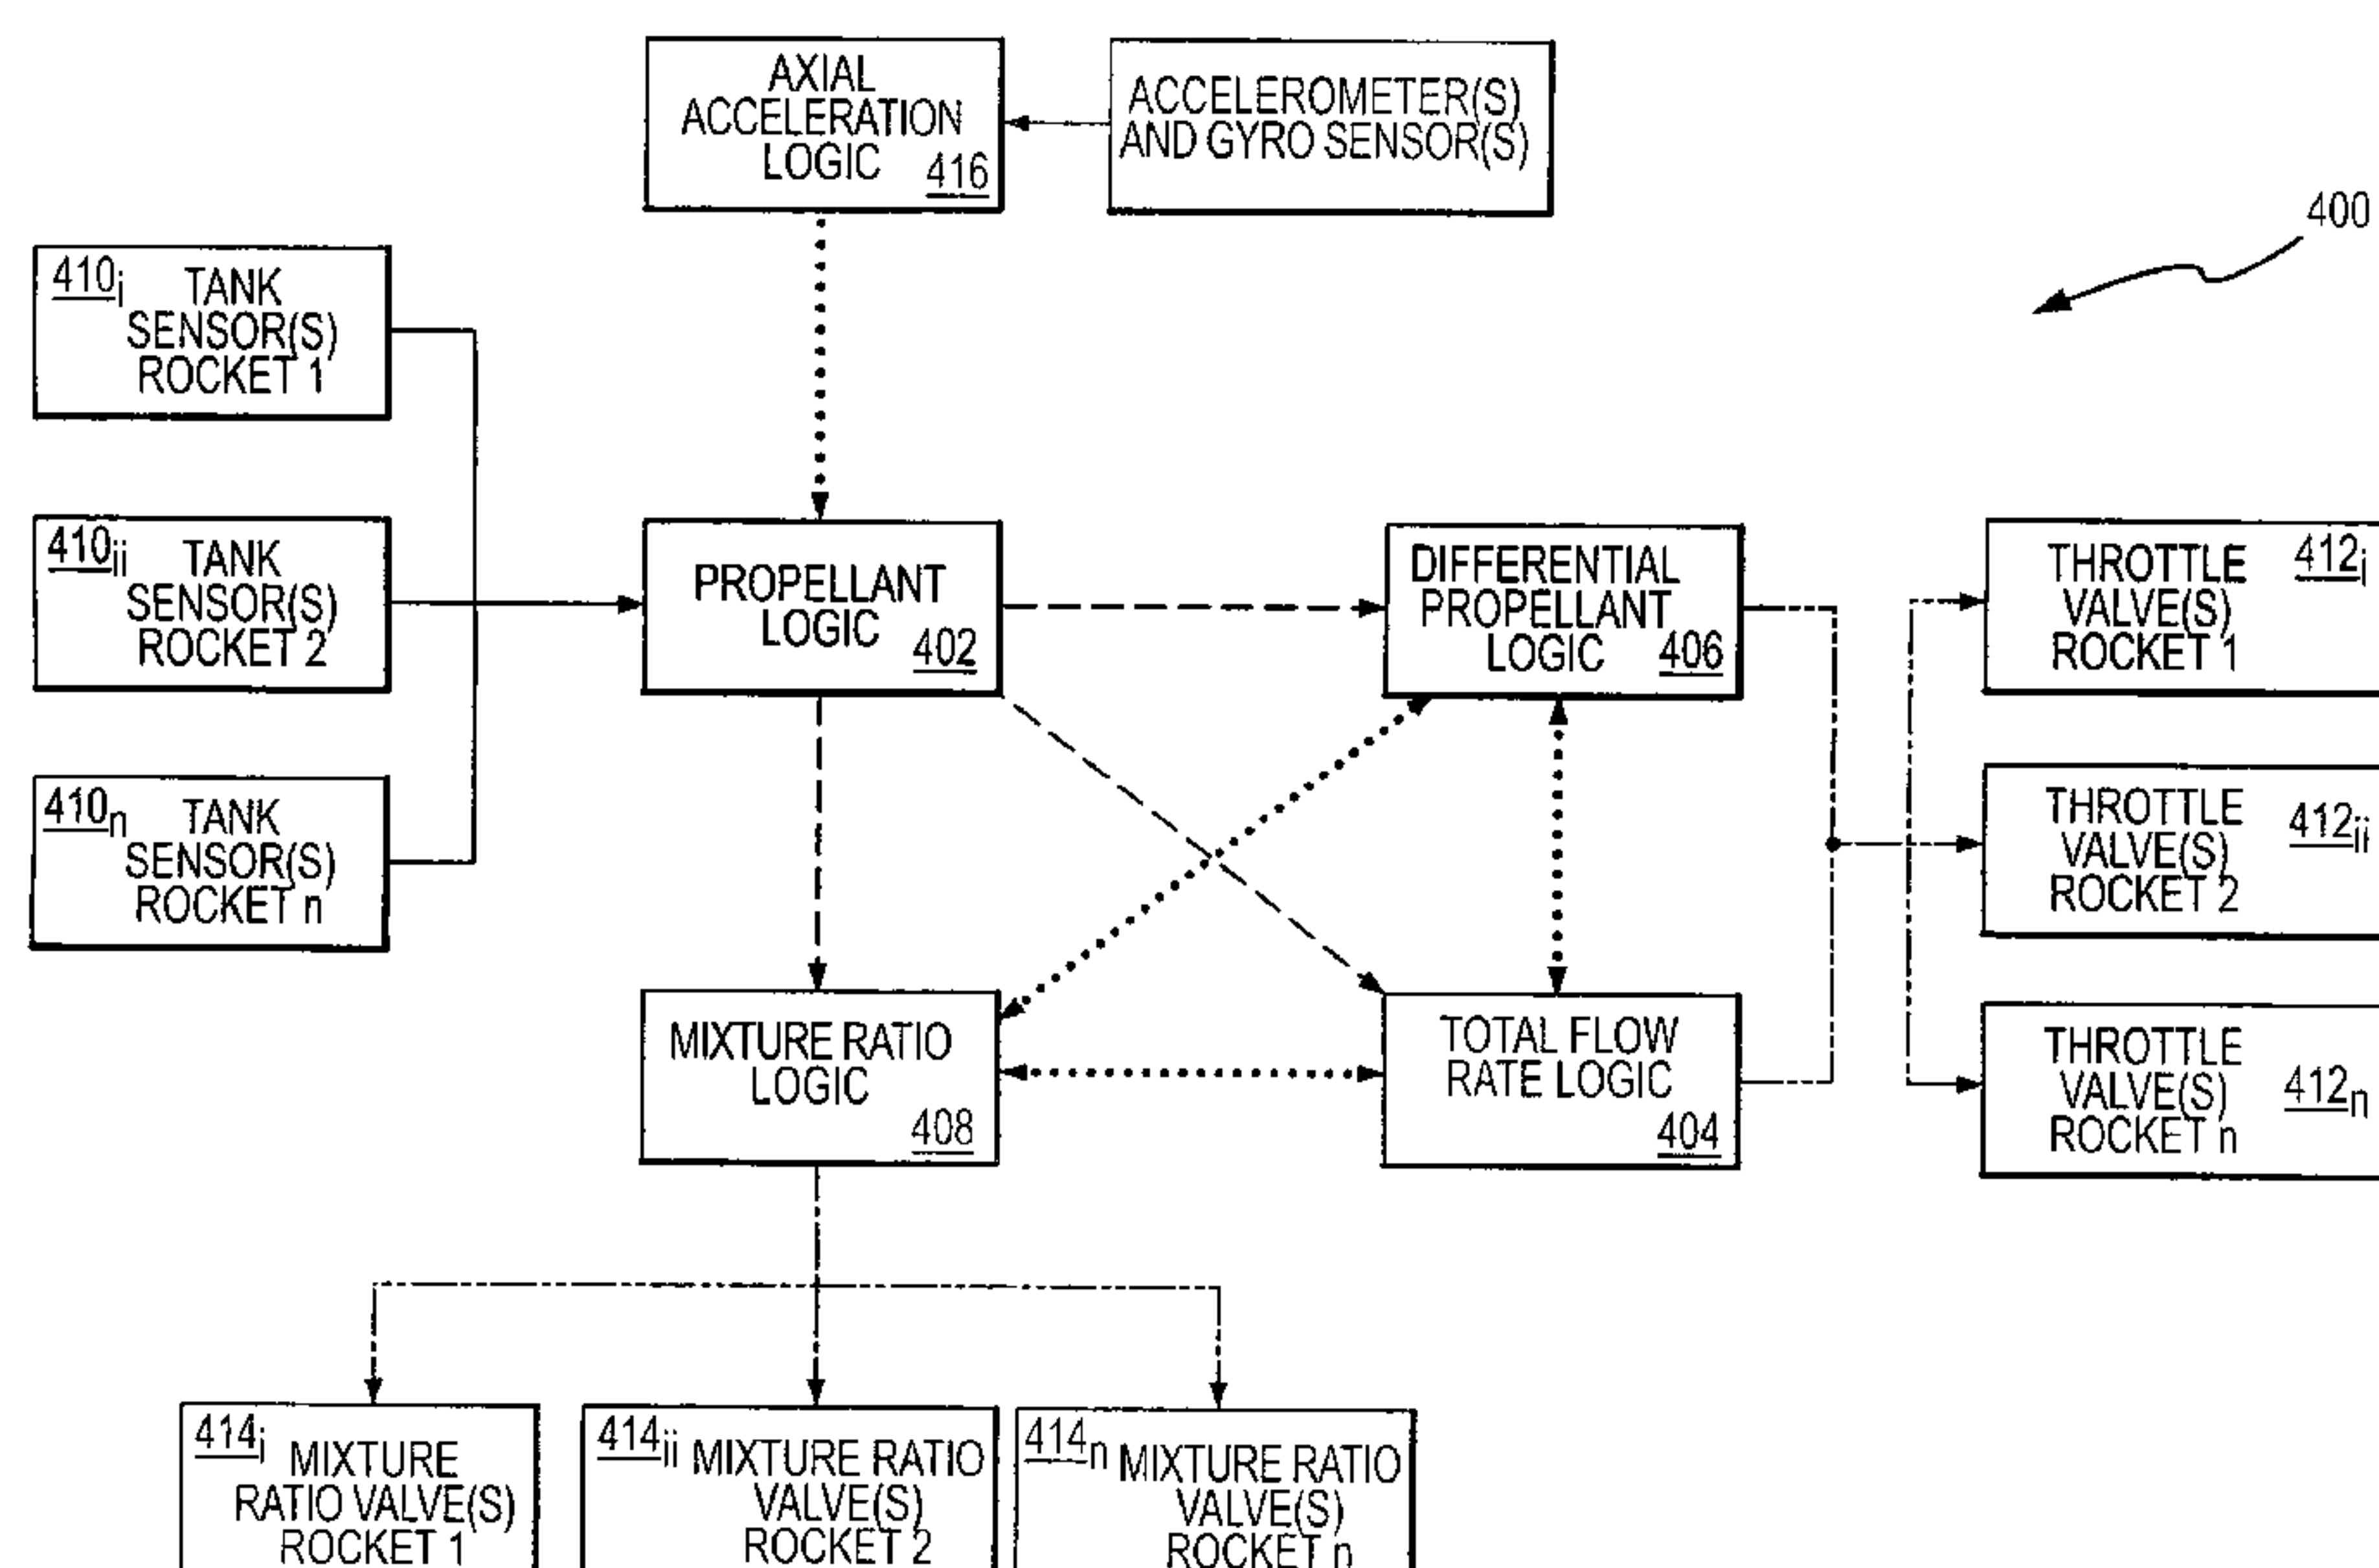 AXIAL
ACCELERATION
LOGIC
416
ACCELEROMETER(S)
AND GYRO SENSOR(S)
400
410i TANK
SENSOR(S)
ROCKET 1
410ii TANK
SENSOR(S)
ROCKET 2
410n TANK
SENSOR(S)
ROCKET n
PROPELLANT
LOGIC
402
DIFFERENTIAL
PROPELLANT
LOGIC 406
THROTTLE 412i
VALVE(S)
ROCKET 1
THROTTLE 412ii
VALVE(S)
ROCKET 2
THROTTLE
VALVE(S) 412n
ROCKET n
MIXTURE RATIO
LOGIC
408
TOTAL FLOW
RATE LOGIC
404
414i
MIXTURE
RATIO VALVE(S)
ROCKET 1
414ii MIXTURE RATIO
VALVE(S)
ROCKET 2
414n MIXTURE RATIO
VALVE(S)
ROCKET n